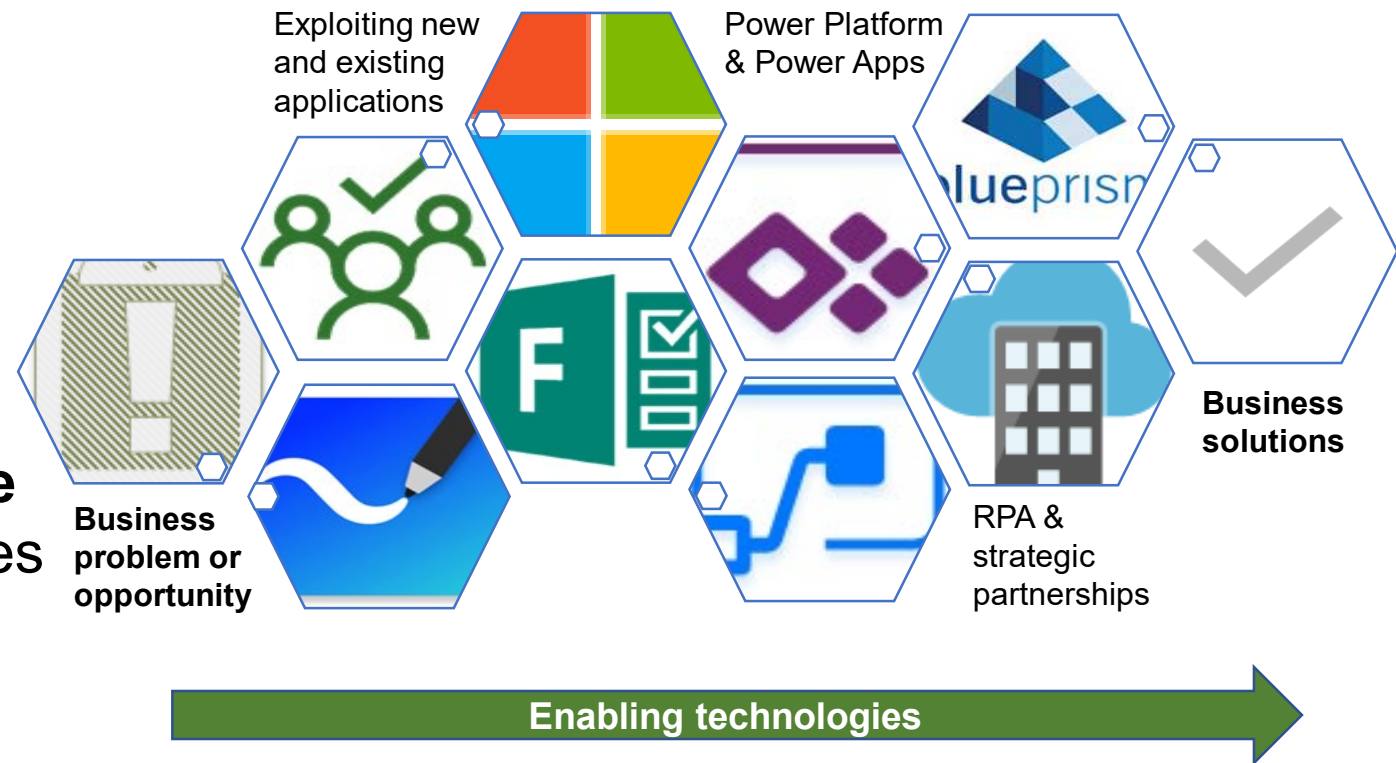 Exploiting new
and existing
applications
Power Platform
& Power Apps
blueprism
F
e
es
Business
problem or
opportunity
RPA &
strategic
partnerships
Business
solutions
Enabling technologies